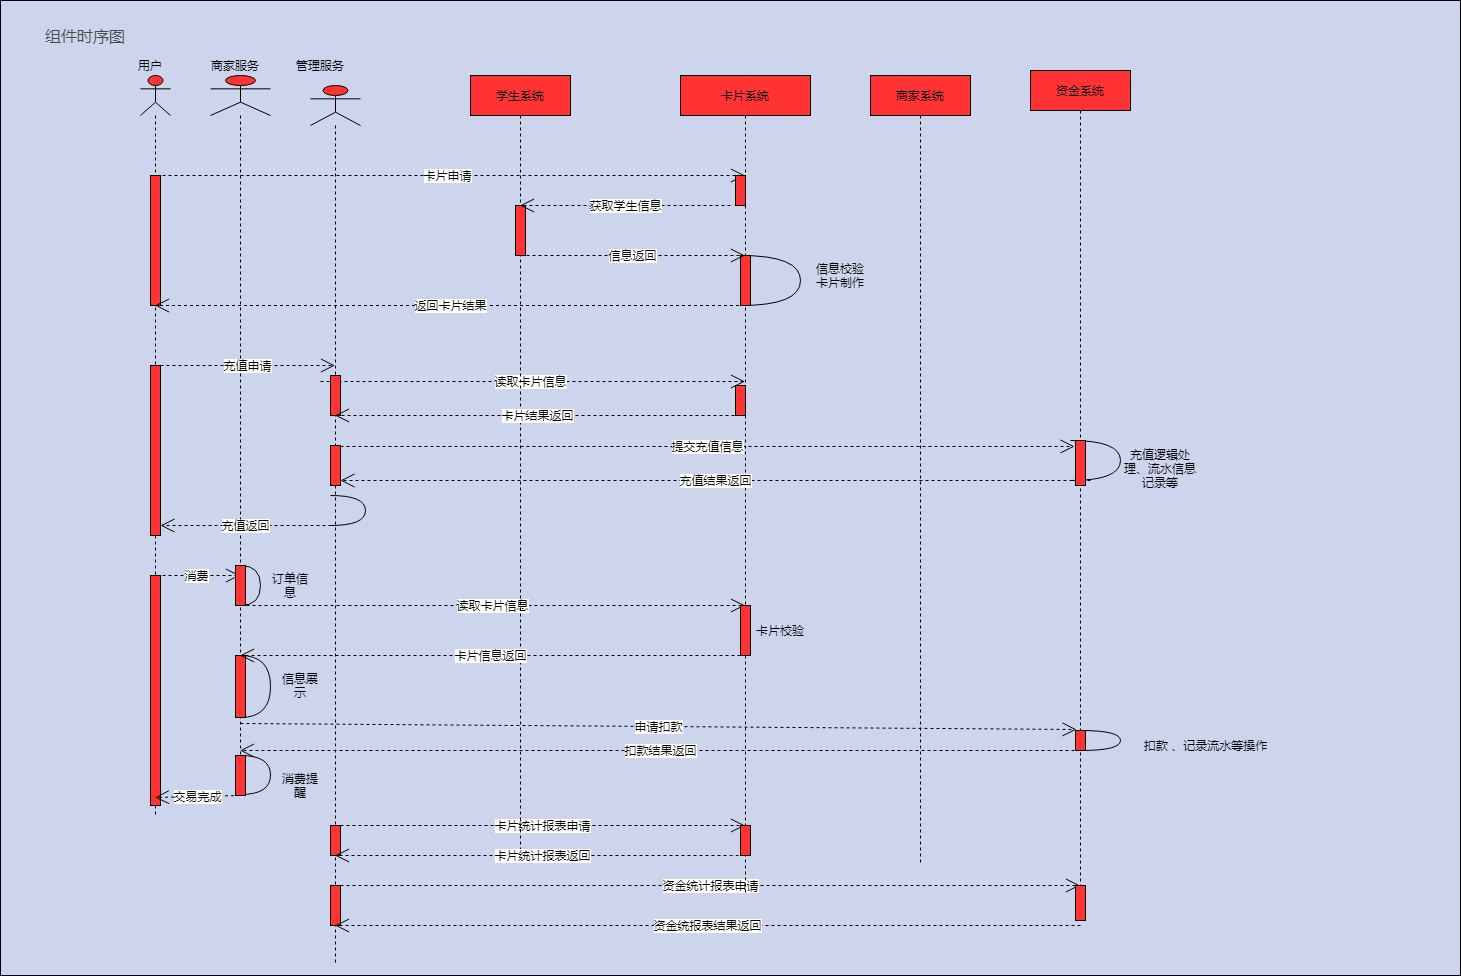 组件时序图
用户
商家服务
管理服务
学生系统
卡片系统
商家系统
资金系统
卡片申请
获取学生信息
信息返回
信息校验
卡片制作
返回卡片结果
充值申请
读取卡片信息
卡片结果返回
提交充值信息
充值逻辑处
理、流水信息
记录等
充值结果返回
充值返回
消费
订单信
息
读取卡片信息
卡片校验
卡片信息返回
信息展
示
申请扣款
扣款 、记录流水等操作
扣款结果返回
消费提
醒
交易完成
卡片统计报表申请
卡片统计报表返回
资金统计报表申请
资金统报表结果返回